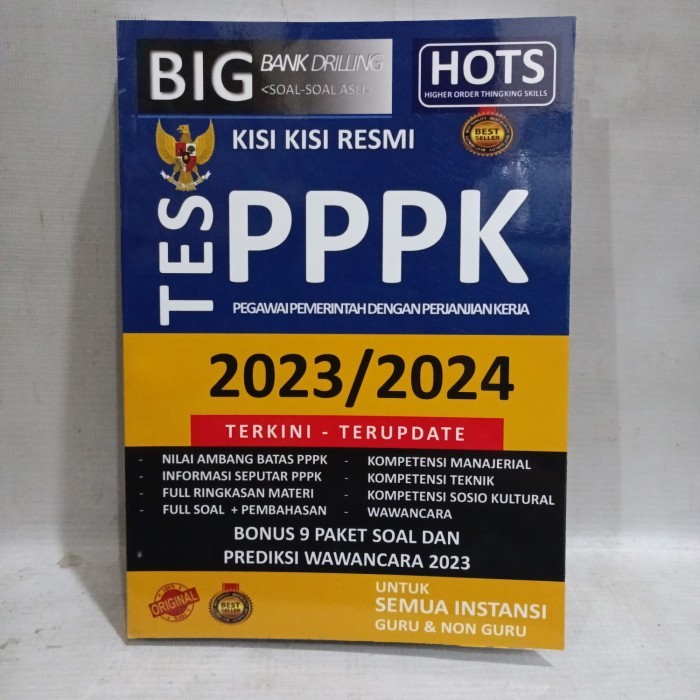 BIG BANK DRILLING
<SOAL-SOAL ASLI>
HOTS
HIGHER ORDER THINGKING SKILLS
KISI KISI RESMI
BEST
SELLER
TES
PPPK
PEGAWAI PEMERINTAH DENGAN PERJANJIAN KERJA
2023/2024
TERKINI - TERUPDATE
- NILAI AMBANG BATAS PPPK
- INFORMASI SEPUTAR PPPK
- FULL RINGKASAN MATERI
- FULL SOAL + PEMBAHASAN
- KOMPETENSI MANAJERIAL
- KOMPETENSI TEKNIK
- KOMPETENSI SOSIO KULTURAL
- WAWANCARA
BONUS 9 PAKET SOAL DAN
PREDIKSI WAWANCARA 2023
ORIGINAL
BEST
SELLER
UNTUK
SEMUA INSTANSI
GURU & NON GURU